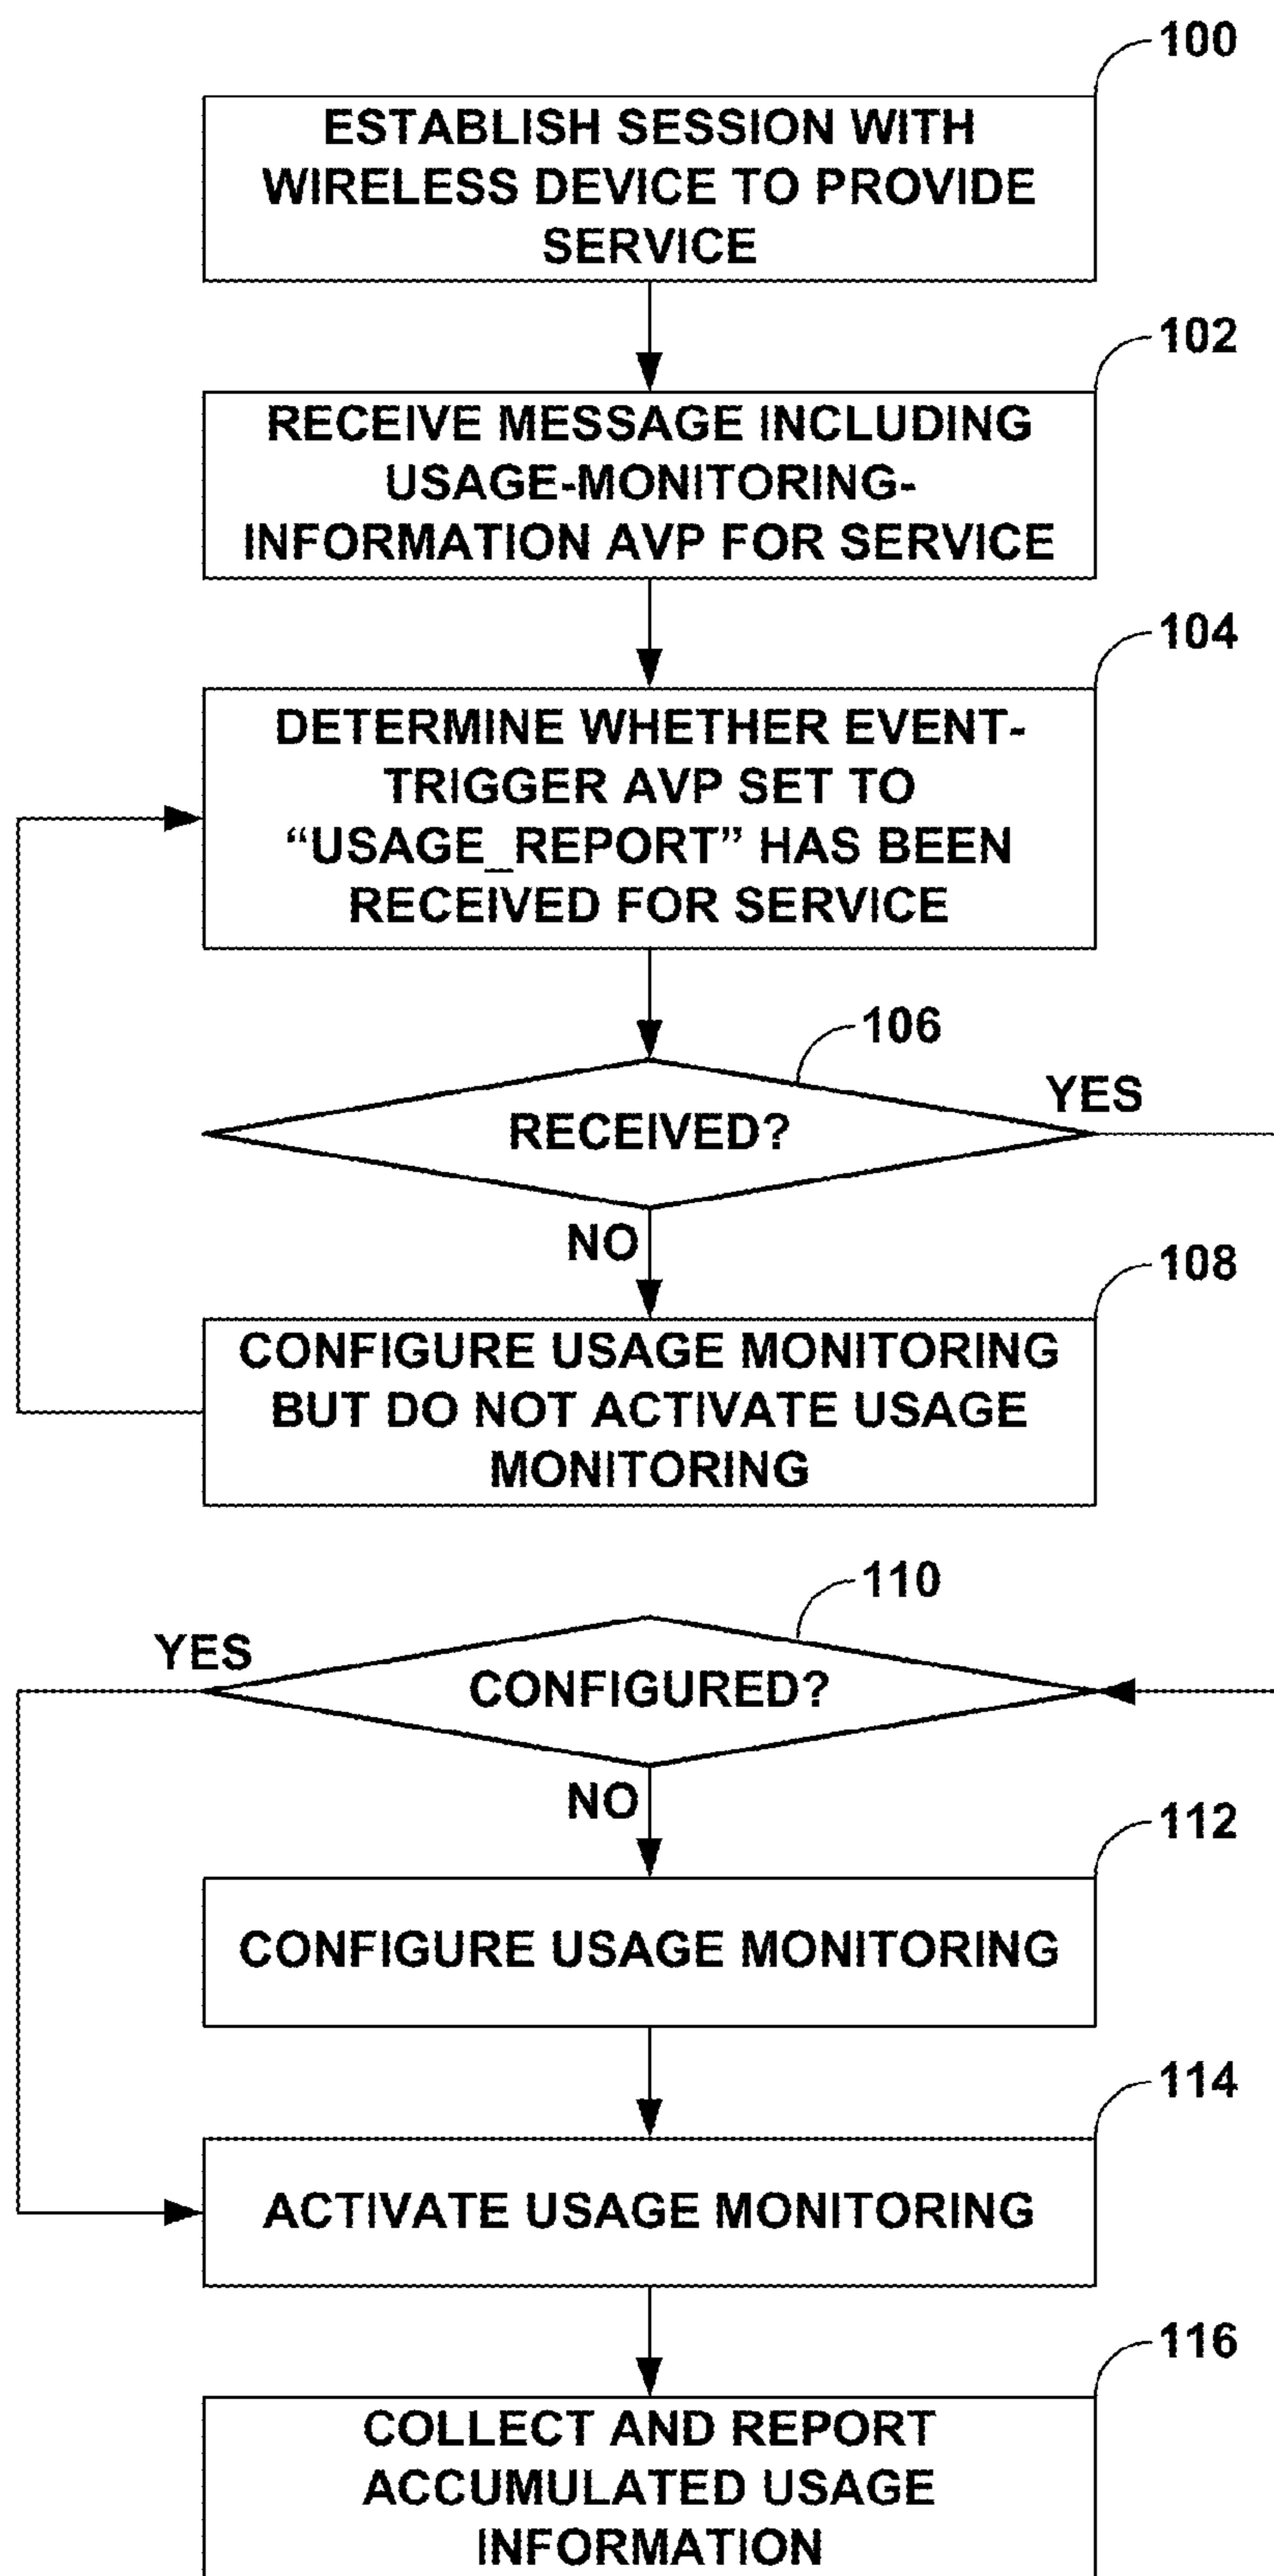 100
ESTABLISH SESSION WITH
WIRELESS DEVICE TO PROVIDE
SERVICE
102
RECEIVE MESSAGE INCLUDING
USAGE-MONITORING-
INFORMATION AVP FOR SERVICE
104
DETERMINE WHETHER EVENT-
TRIGGER AVP SET TO
“USAGE_REPORT” HAS BEEN
RECEIVED FOR SERVICE
106
YES
RECEIVED?
NO
108
CONFIGURE USAGE MONITORING
BUT DO NOT ACTIVATE USAGE
MONITORING
110
YES
CONFIGURED?
NO
112
CONFIGURE USAGE MONITORING
114
ACTIVATE USAGE MONITORING
116
COLLECT AND REPORT
ACCUMULATED USAGE
INFORMATION